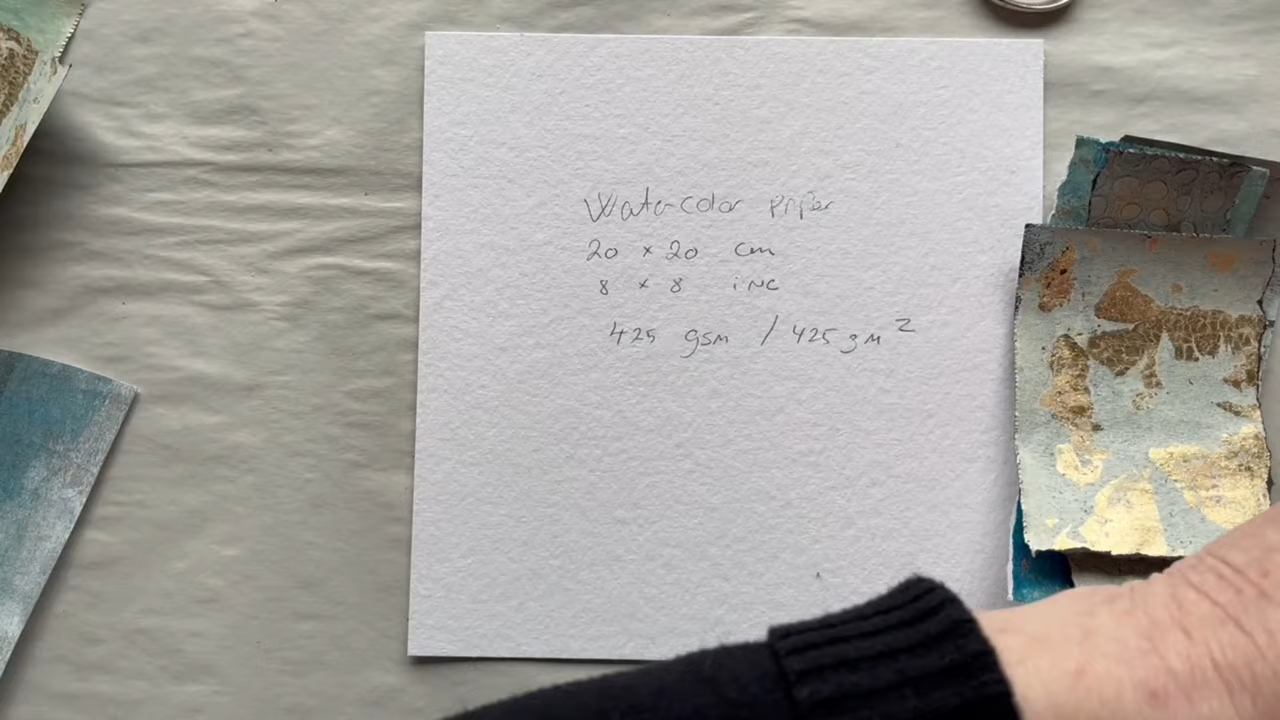 Watercolor paper
20 x 20 cm
8 x 8 inc
425 gsm / 425 gm²